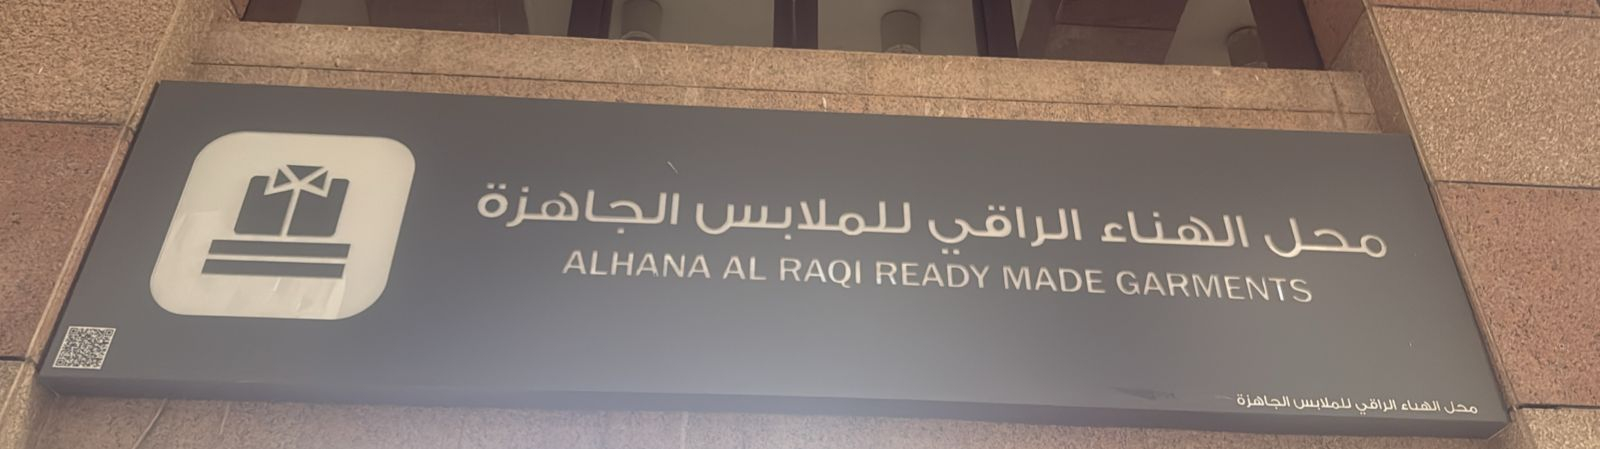 محل الهناء الراقي للملابس الجاهزة
ALHANA AL RAQI READY MADE GARMENTS
محل الهناء الراقي للملابس الجاهزة